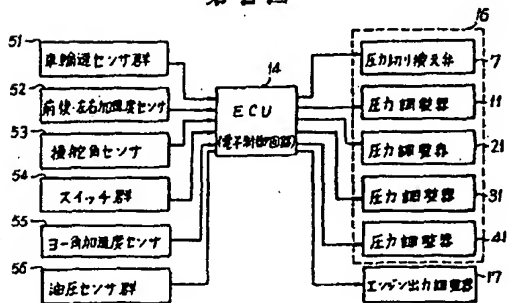 16
51
車輪速センサ群
14
圧力切り換え弁
7
52
前後・左右加速度センサ
ECU
(電子制御回路)
圧力調整器
11
53
操舵角センサ
圧力調整器
21
54
スイッチ群
圧力調整器
31
55
ヨー角加速度センサ
圧力調整器
41
56
油圧センサ群
エンジン出力調整器
17